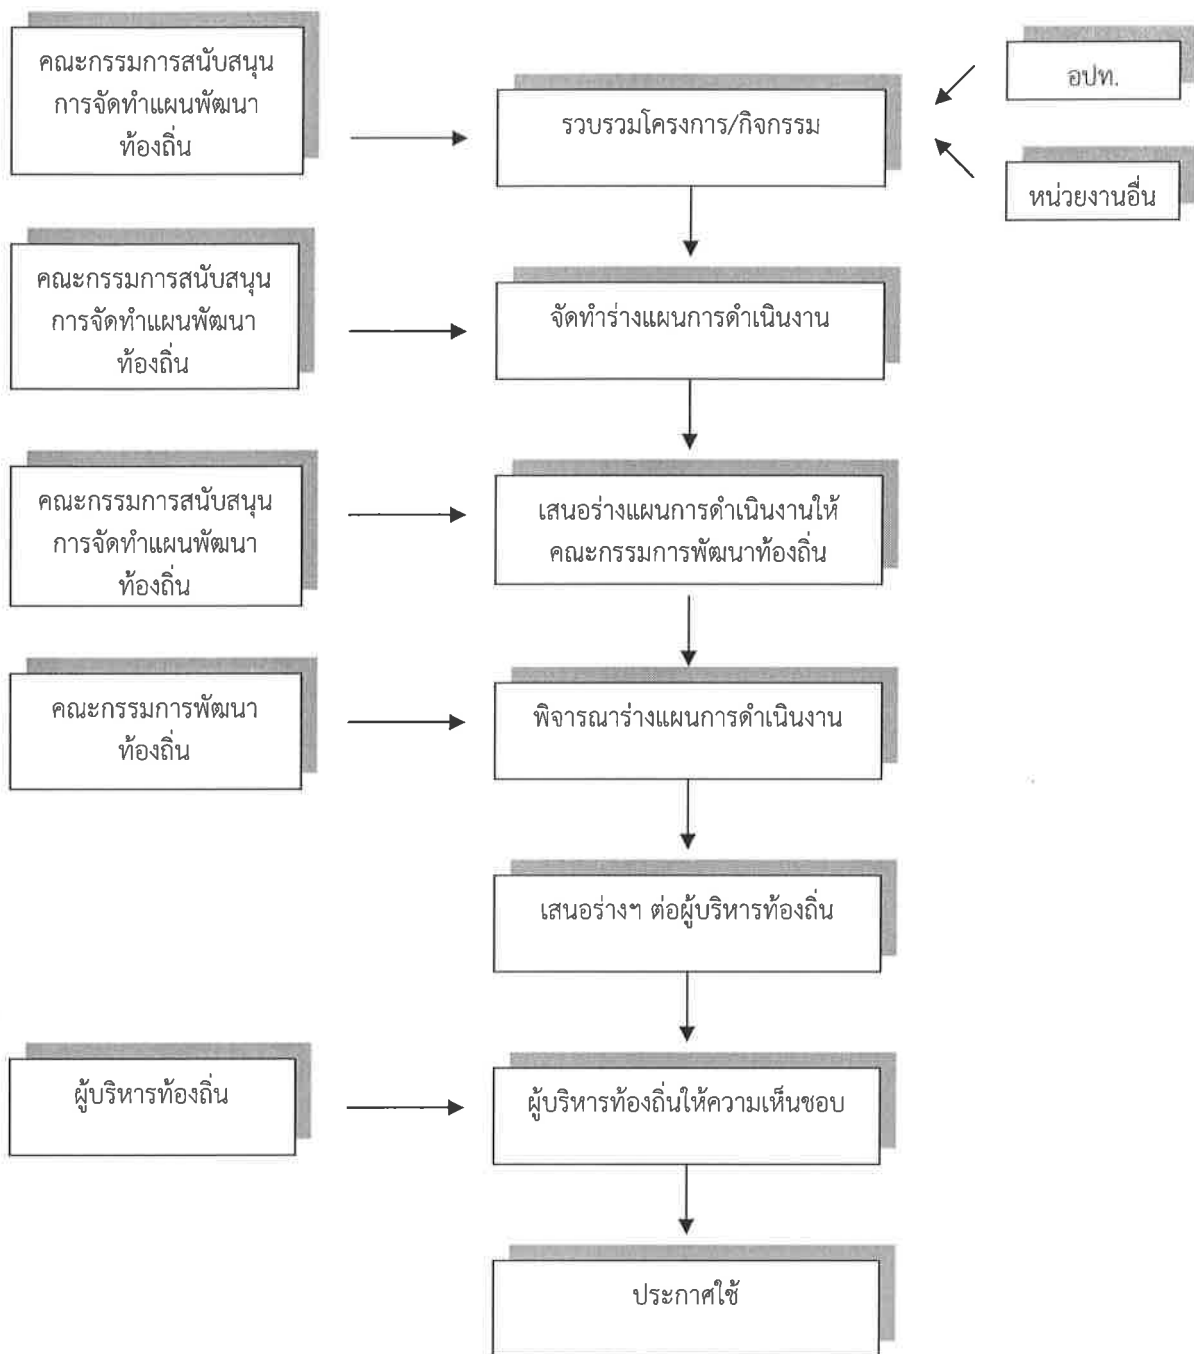 คณะกรรมการสนับสนุน
การจัดทำแผนพัฒนา
ท้องถิ่น
รวบรวมโครงการ/กิจกรรม
อปท.
หน่วยงานอื่น
คณะกรรมการสนับสนุน
การจัดทำแผนพัฒนา
ท้องถิ่น
จัดทำร่างแผนการดำเนินงาน
คณะกรรมการสนับสนุน
การจัดทำแผนพัฒนา
ท้องถิ่น
เสนอร่างแผนการดำเนินงานให้
คณะกรรมการพัฒนาท้องถิ่น
คณะกรรมการพัฒนา
ท้องถิ่น
พิจารณาร่างแผนการดำเนินงาน
เสนอร่างฯ ต่อผู้บริหารท้องถิ่น
ผู้บริหารท้องถิ่น
ผู้บริหารท้องถิ่นให้ความเห็นชอบ
ประกาศใช้